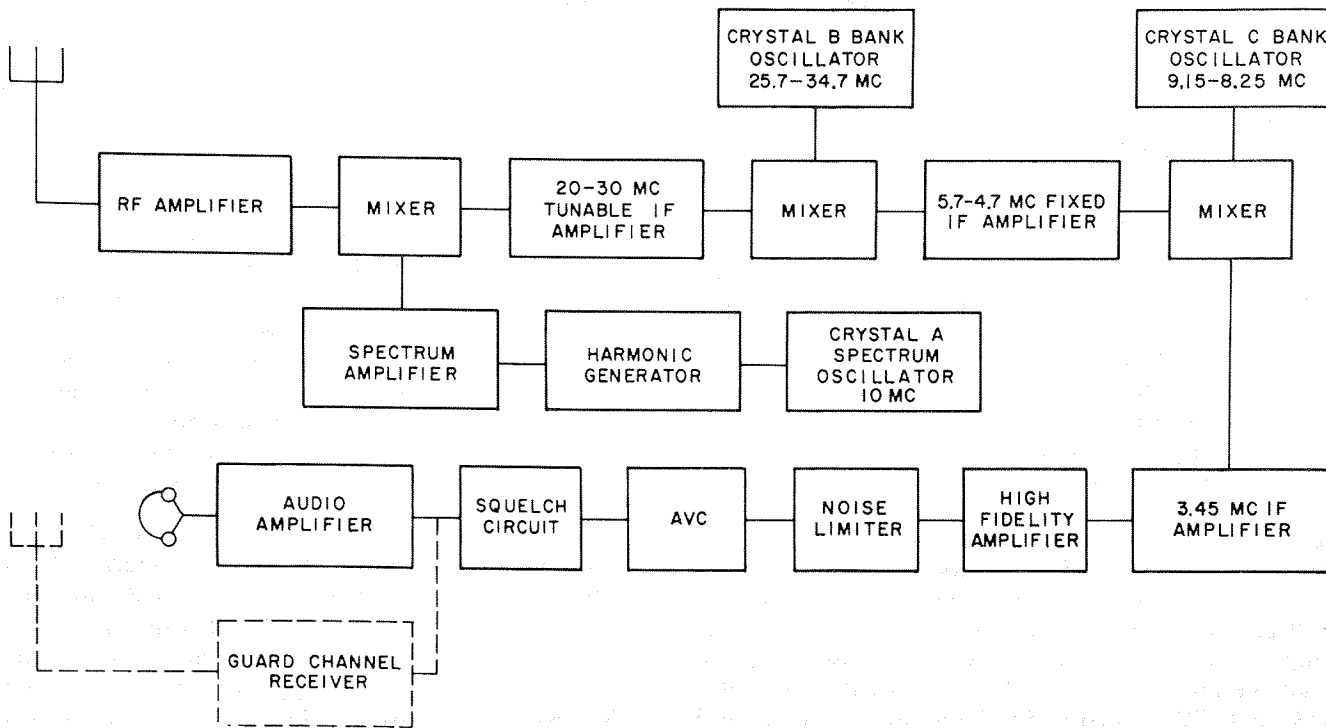 CRYSTAL B BANK
OSCILLATOR
25.7-34.7 MC
CRYSTAL C BANK
OSCILLATOR
9.15-8.25 MC
RF AMPLIFIER
MIXER
20-30 MC
TUNABLE IF
AMPLIFIER
MIXER
5.7-4.7 MC FIXED
IF AMPLIFIER
MIXER
SPECTRUM
AMPLIFIER
HARMONIC
GENERATOR
CRYSTAL A
SPECTRUM
OSCILLATOR
10 MC
AUDIO
AMPLIFIER
SQUELCH
CIRCUIT
AVC
NOISE
LIMITER
HIGH
FIDELITY
AMPLIFIER
3.45 MC IF
AMPLIFIER
GUARD CHANNEL
RECEIVER